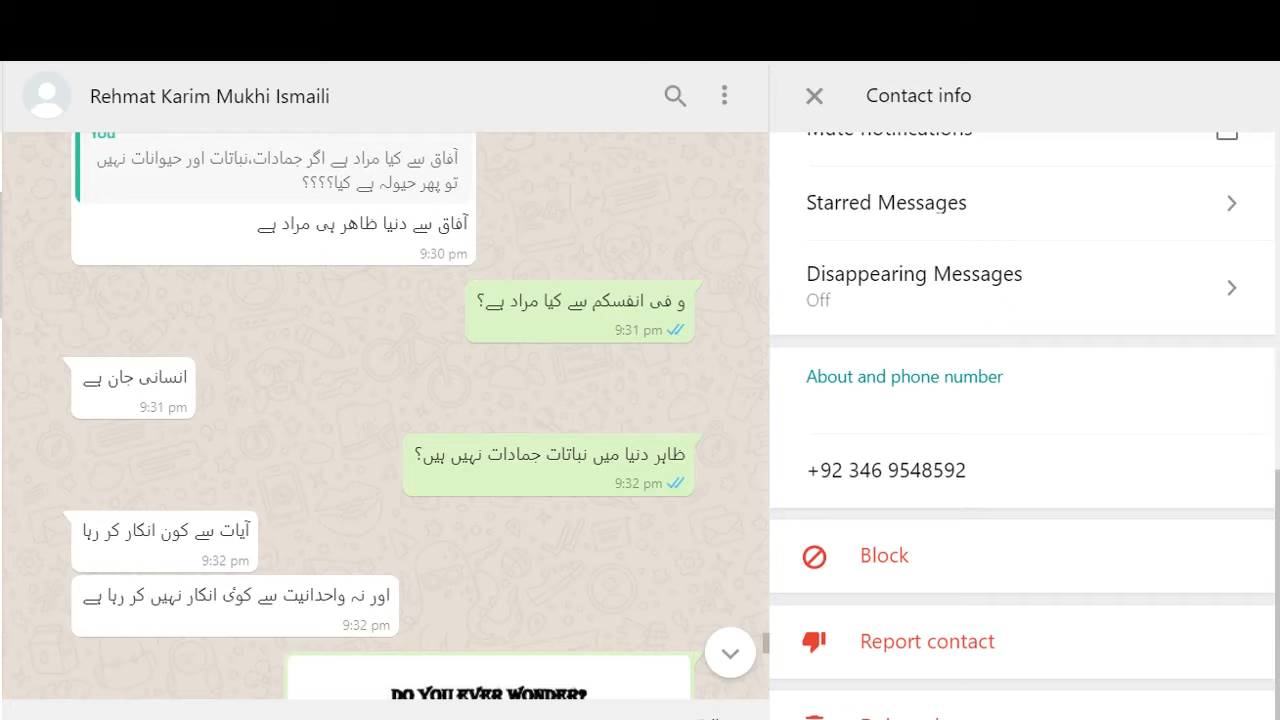 Rehmat Karim Mukhi Ismaili
You
آفاق سے کیا مراد ہے اگر جمادات،نباتات اور حیوانات نہیں
تو پھر حیولہ ہے کیا؟؟؟؟
آفاق سے دنیا ظاھر ہی مراد ہے
9:30 pm
و فی انفسکم سے کیا مراد ہے؟
9:31 pm
انسانی جان ہے
9:31 pm
ظاہر دنیا میں نباتات جمادات نہیں ہیں؟
9:32 pm
آیات سے کون انکار کر رہا
9:32 pm
اور نہ واحدانیت سے کوئ انکار نہیں کر رہا ہے
9:32 pm
DO YOU EVER WONDER?
Contact info
Mute notifications
Starred Messages
Disappearing Messages
Off
About and phone number
+92 346 9548592
Block
Report contact